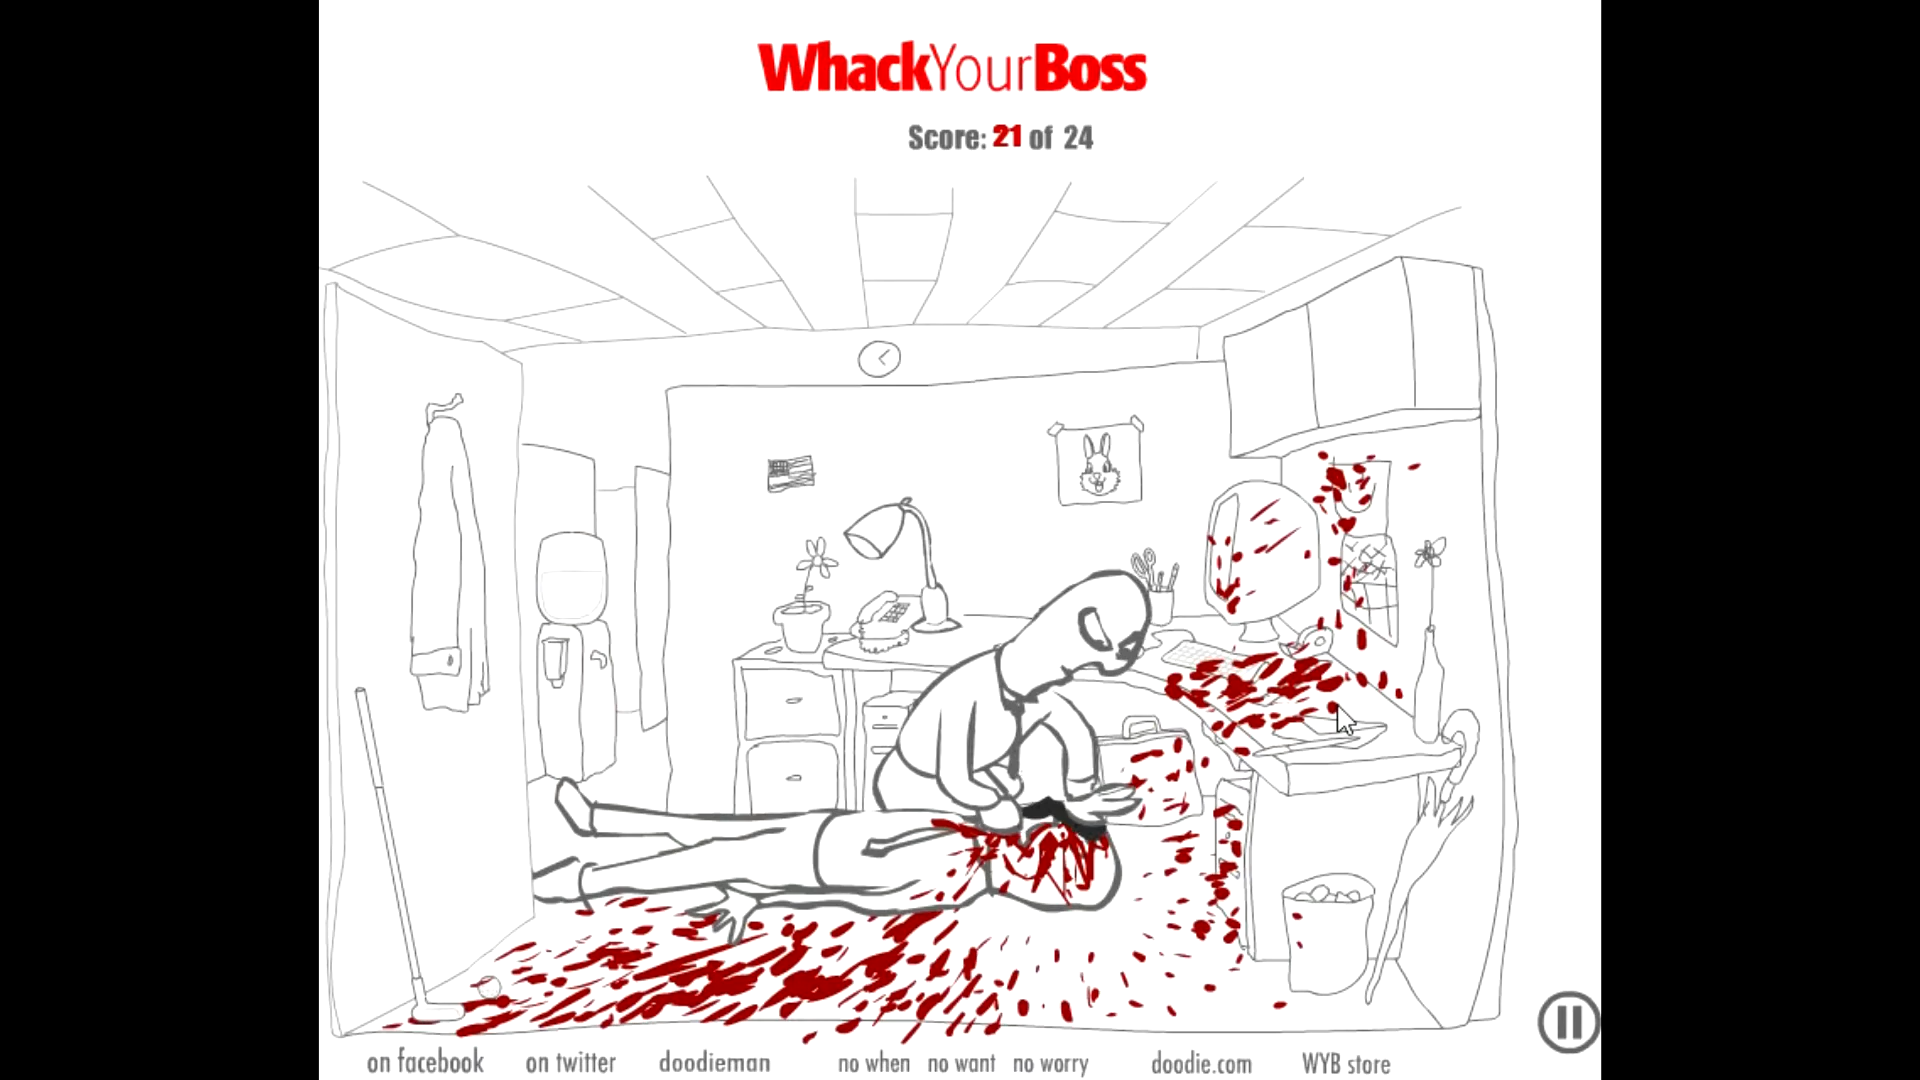 WhackYourBoss
Score: 21 of 24
on facebook on twitter doodieman no when no want no worry doodie.com WYB store